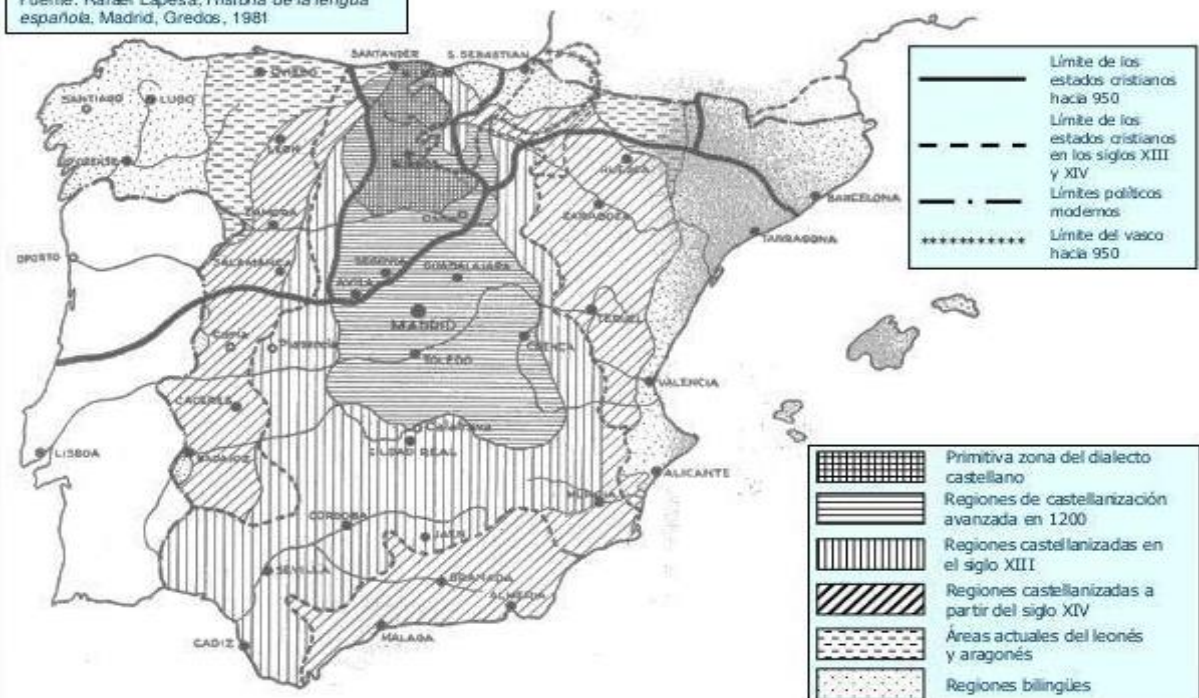 Fuente: Rafael Lapesa, Historia de la lengua
española, Madrid, Gredos, 1981
SANTANDER
S. SEBASTIAN
OVIEDO
SANTIAGO
LUGO
LEON
BURGOS
HUESCA
ZAMORA
OSMA
ZARAGOZA
BARCELONA
TARRAGONA
OPORTO
SALAMANCA
SEGOVIA
GUADALAJARA
AVILA
MADRID
TERUEL
Coria
Plasencia
TOLEDO
CUENCA
CACERES
VALENCIA
Calatrava
CIUDAD REAL
LISBOA
BADAJOZ
ALICANTE
MURCIA
CORDOBA
JAEN
SEVILLA
GRANADA
ALMERIA
CADIZ
MALAGA
Límite de los
estados cristianos
hacia 950
Límite de los
estados cristianos
en los siglos XIII
y XIV
Límites políticos
modernos
Límite del vasco
hacia 950
Primitiva zona del dialecto
castellano
Regiones de castellanización
avanzada en 1200
Regiones castellanizadas en
el siglo XIII
Regiones castellanizadas a
partir del siglo XIV
Áreas actuales del leonés
y aragonés
Regiones bilingües